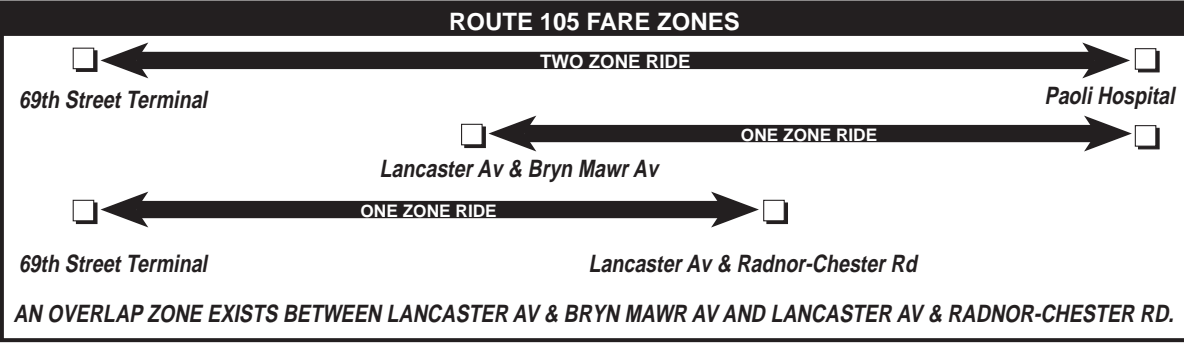 ROUTE 105 FARE ZONES
TWO ZONE RIDE
69th Street Terminal
Paoli Hospital
ONE ZONE RIDE
Lancaster Av & Bryn Mawr Av
ONE ZONE RIDE
69th Street Terminal
Lancaster Av & Radnor-Chester Rd
AN OVERLAP ZONE EXISTS BETWEEN LANCASTER AV & BRYN MAWR AV AND LANCASTER AV & RADNOR-CHESTER RD.